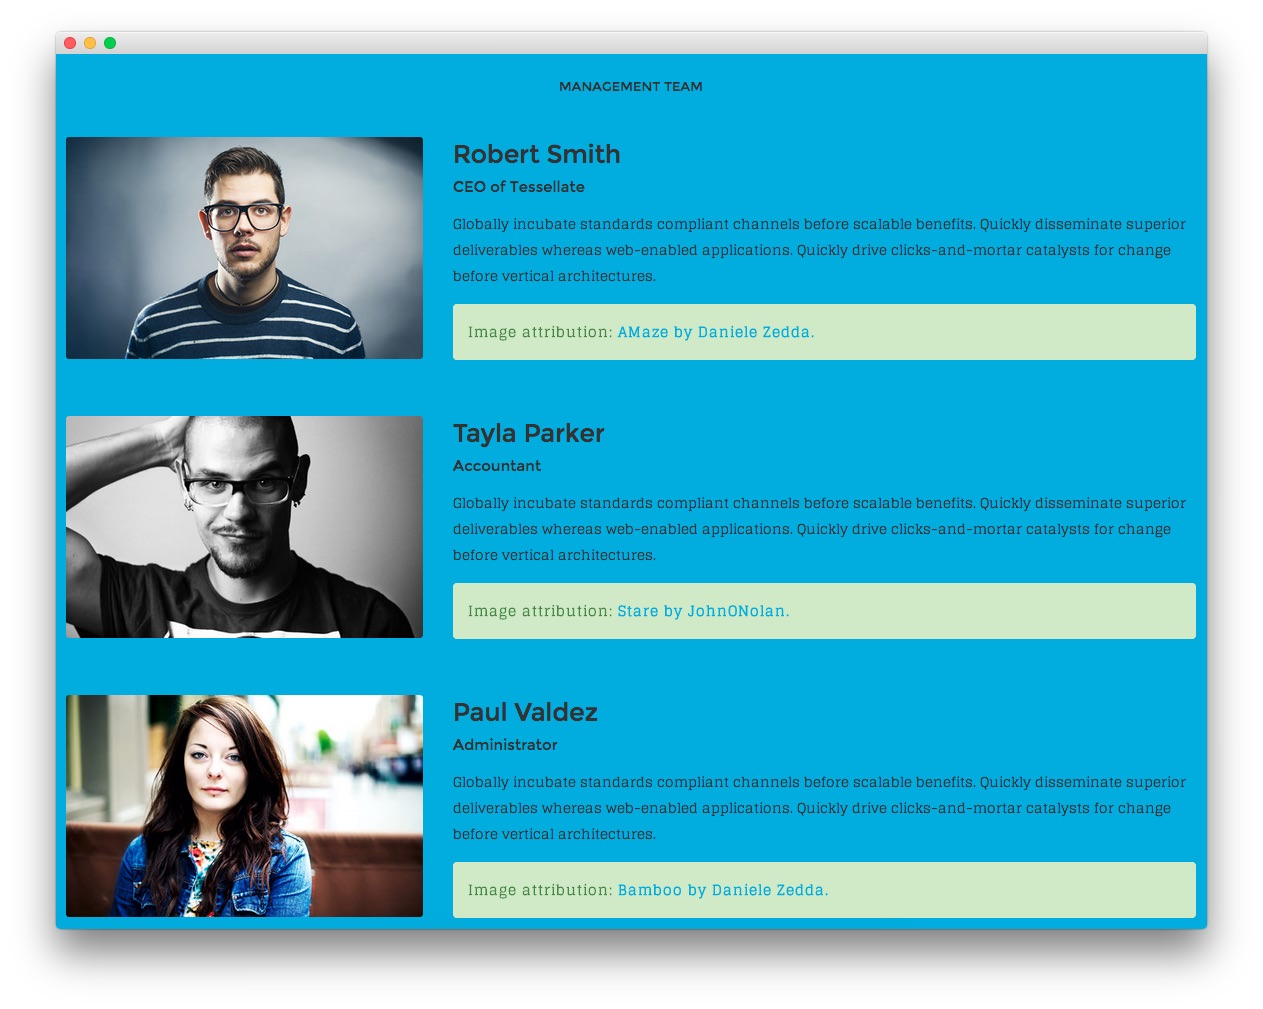 MANAGEMENT TEAM
Robert Smith
CEO of Tessellate
Globally incubate standards compliant channels before scalable benefits. Quickly disseminate superior
deliverables whereas web-enabled applications. Quickly drive clicks-and-mortar catalysts for change
before vertical architectures.
Image attribution: AMaze by Daniele Zedda.
Tayla Parker
Accountant
Globally incubate standards compliant channels before scalable benefits. Quickly disseminate superior
deliverables whereas web-enabled applications. Quickly drive clicks-and-mortar catalysts for change
before vertical architectures.
Image attribution: Stare by JohnONolan.
Paul Valdez
Administrator
Globally incubate standards compliant channels before scalable benefits. Quickly disseminate superior
deliverables whereas web-enabled applications. Quickly drive clicks-and-mortar catalysts for change
before vertical architectures.
Image attribution: Bamboo by Daniele Zedda.